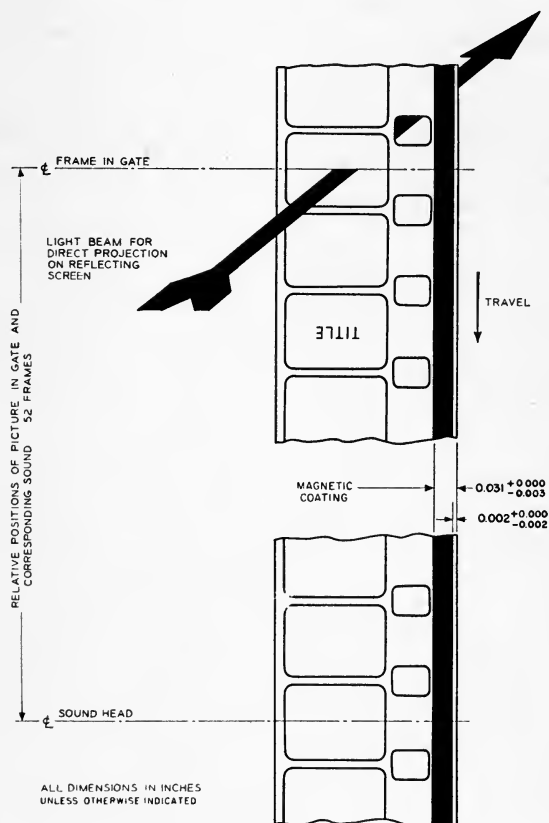 ℄ FRAME IN GATE
LIGHT BEAM FOR
DIRECT PROJECTION
ON REFLECTING
SCREEN
TRAVEL
TITLE
RELATIVE POSITIONS OF PICTURE IN GATE AND
CORRESPONDING SOUND 52 FRAMES
MAGNETIC
COATING
0.031 +0.000
-0.003
0.002 +0.000
-0.002
℄ SOUND HEAD
ALL DIMENSIONS IN INCHES
UNLESS OTHERWISE INDICATED